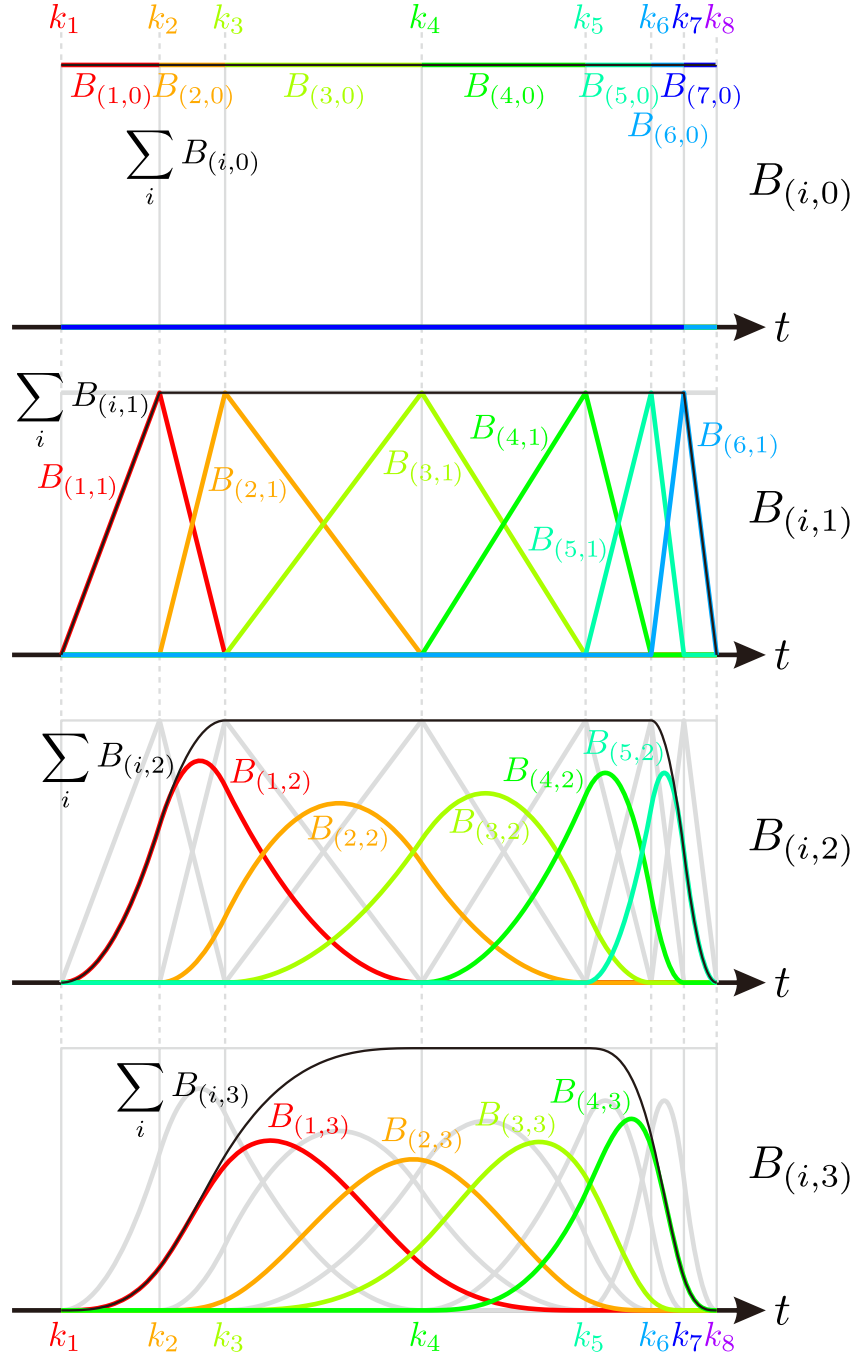 k₁ k₂ k₃ k₄ k₅ k₆ k₇ k₈
B₍₁,₀₎ B₍₂,₀₎ B₍₃,₀₎ B₍₄,₀₎ B₍₅,₀₎ B₍₇,₀₎
B₍₆,₀₎
∑ᵢ B₍ᵢ,₀₎
B₍ᵢ,₀₎
t
∑ᵢ B₍ᵢ,₁₎
B₍₄,₁₎ B₍₆,₁₎
B₍₁,₁₎ B₍₂,₁₎ B₍₃,₁₎
B₍ᵢ,₁₎
B₍₅,₁₎
t
∑ᵢ B₍ᵢ,₂₎ B₍₅,₂₎
B₍₁,₂₎ B₍₄,₂₎
B₍₂,₂₎ B₍₃,₂₎
B₍ᵢ,₂₎
t
∑ᵢ B₍ᵢ,₃₎ B₍₄,₃₎
B₍₁,₃₎ B₍₂,₃₎ B₍₃,₃₎
B₍ᵢ,₃₎
t
k₁ k₂ k₃ k₄ k₅ k₆ k₇ k₈